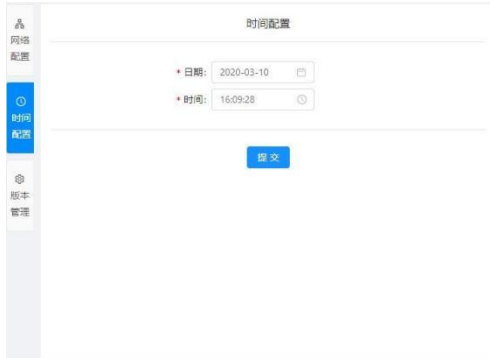 网络
配置
时间
配置
版本
管理
时间配置
* 日期: 2020-03-10
* 时间: 16:09:28
提 交